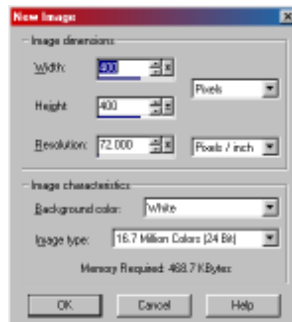 New Image
Image dimensions
Width: 400
Pixels
Height 400
Resolution: 72.000 Pixels / inch
Image characteristics
Background color: White
Image type: 16.7 Million Colors (24 Bit)
Memory Required: 468.7 KBytes
OK Cancel Help